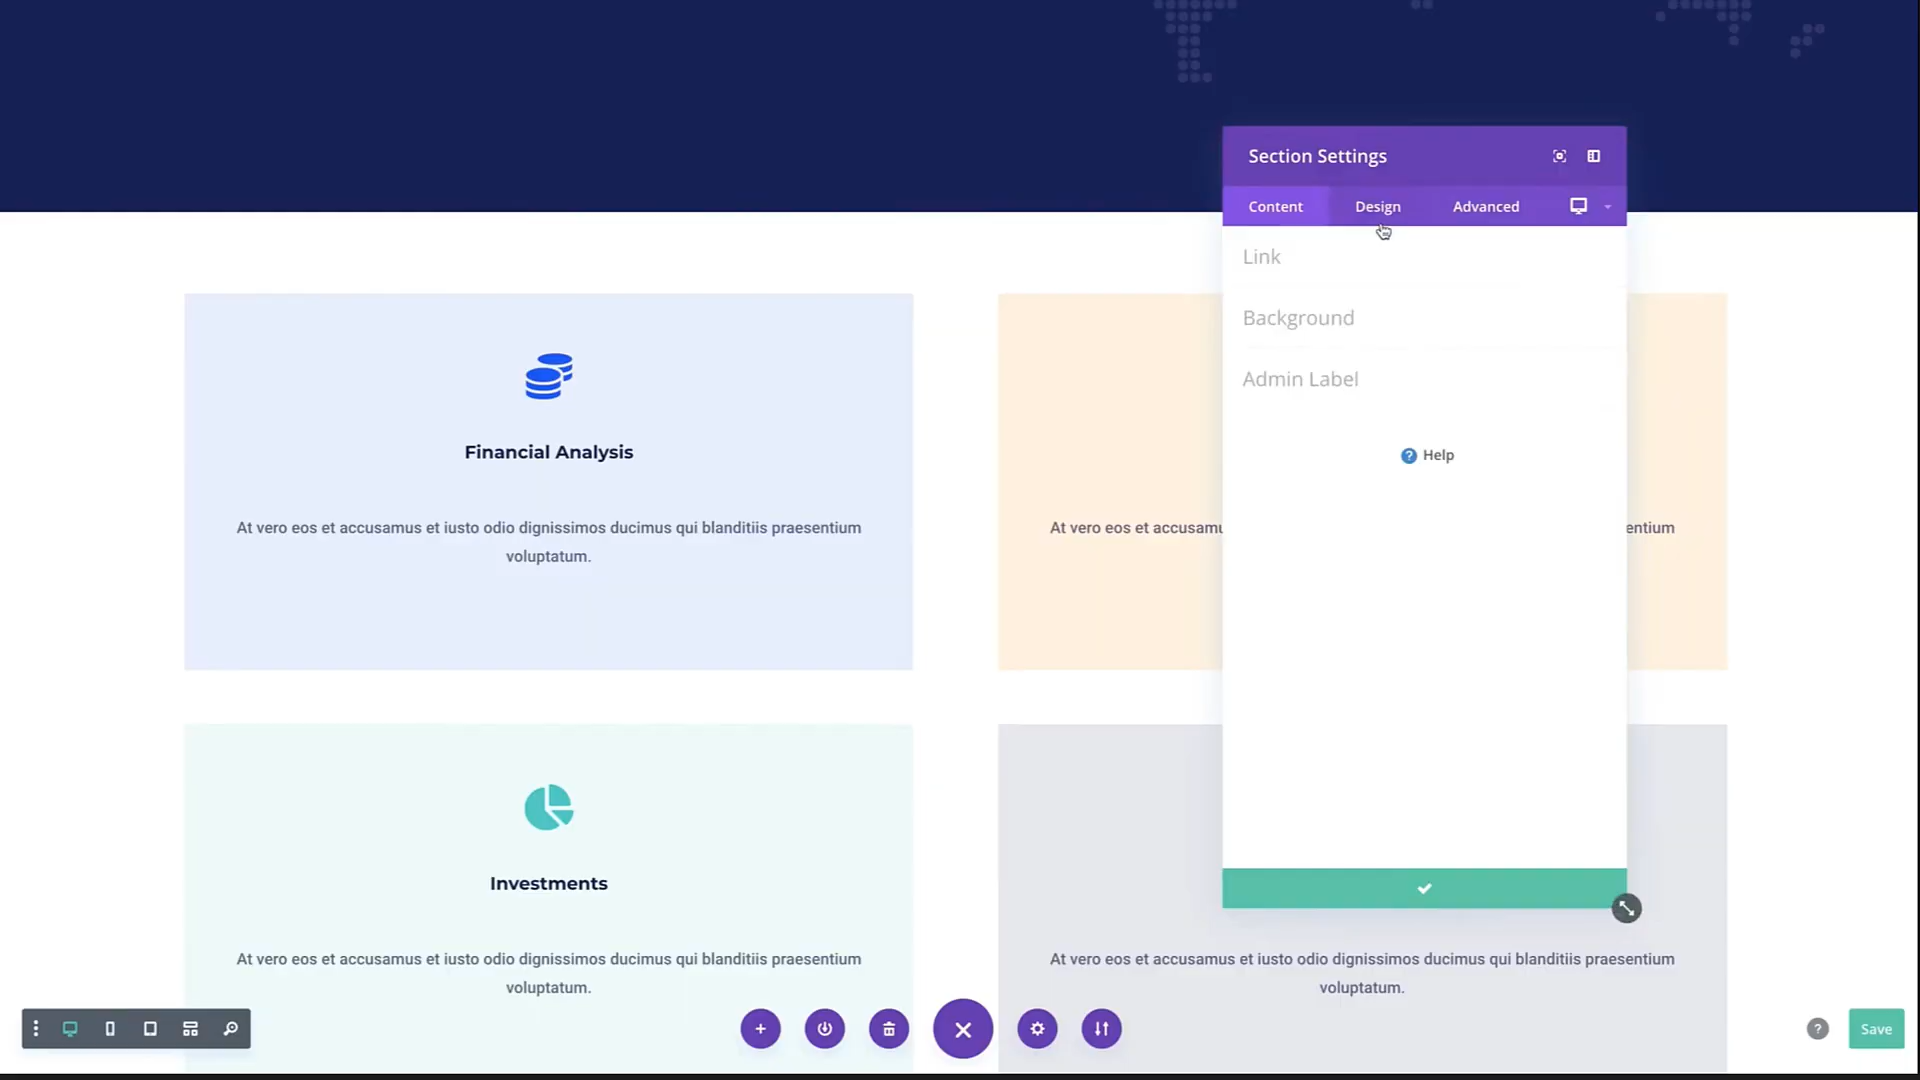 Section Settings
Content
Design
Advanced
Link
Background
Admin Label
? Help
Financial Analysis
At vero eos et accusamus et iusto odio dignissimos ducimus qui blanditiis praesentium
voluptatum.
At vero eos et accusamu
entium
Investments
At vero eos et accusamus et iusto odio dignissimos ducimus qui blanditiis praesentium
voluptatum.
At vero eos et accusamus et iusto odio dignissimos ducimus qui blanditiis praesentium
voluptatum.
?
Save